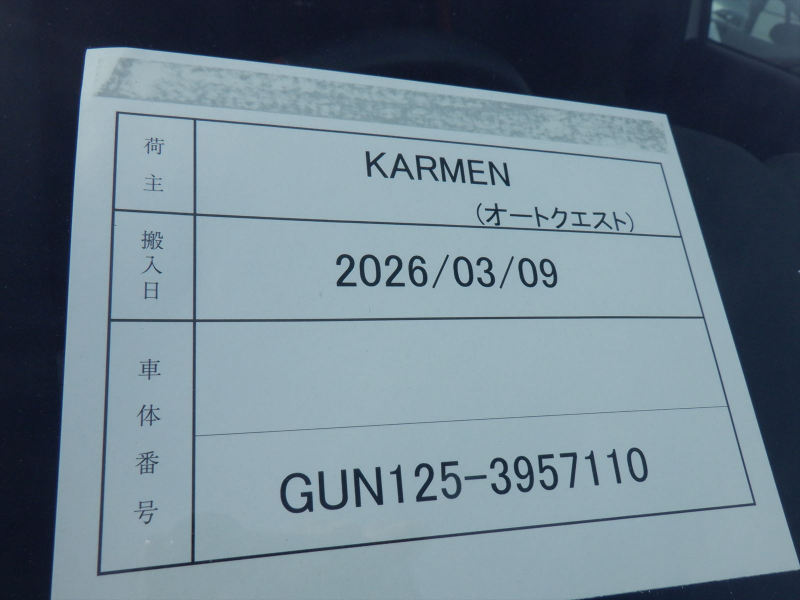 荷主
KARMEN
(オートクエスト)
搬入日
2026/03/09
車体番号
GUN125-3957110